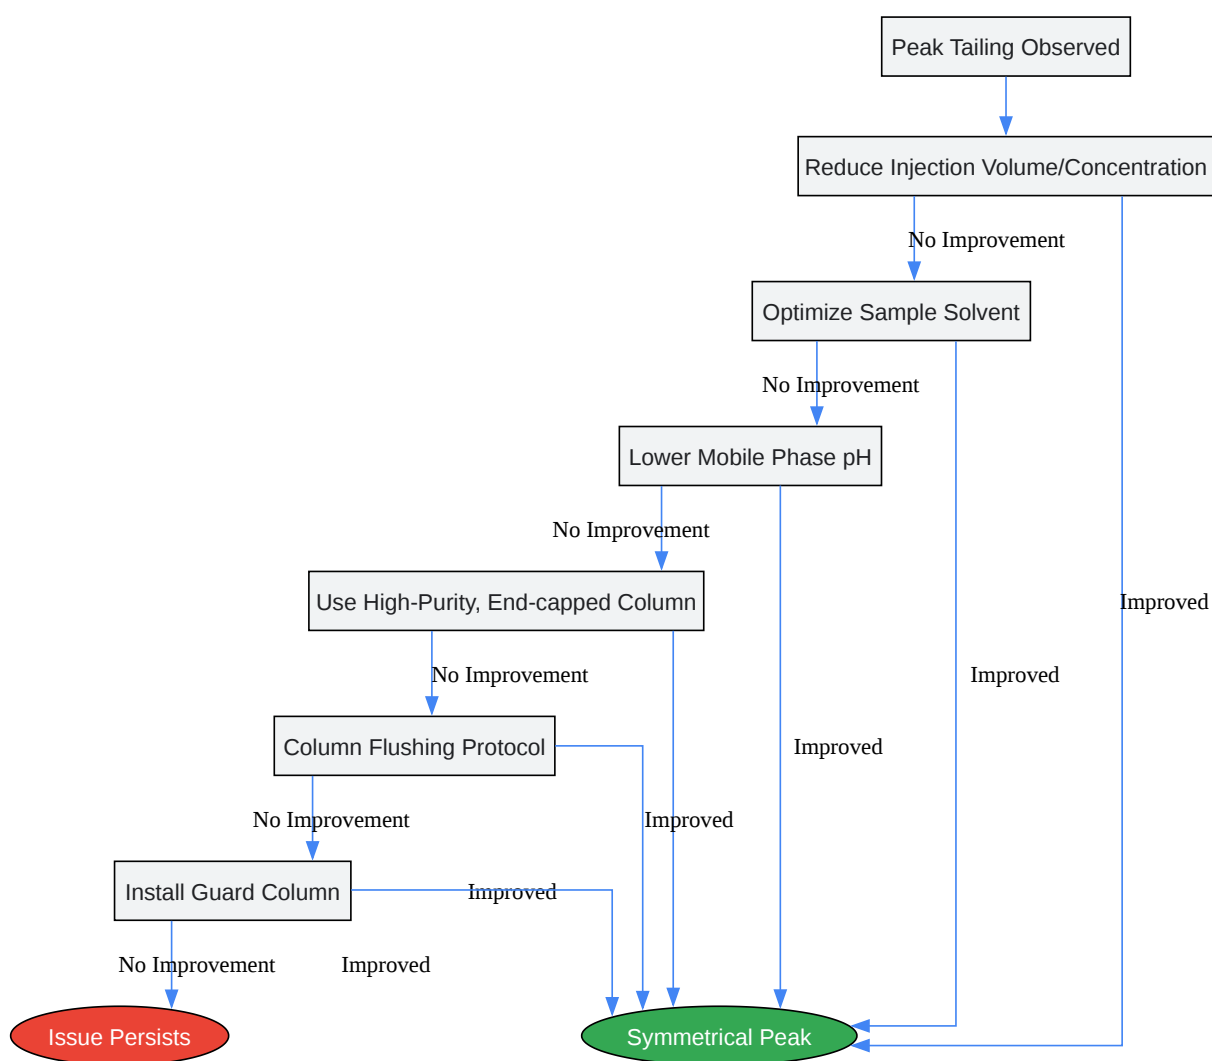 Peak Tailing Observed
Reduce Injection Volume/Concentration
No Improvement
Optimize Sample Solvent
No Improvement
Lower Mobile Phase pH
No Improvement
Use High-Purity, End-capped Column
Improved
No Improvement
Improved
Column Flushing Protocol
Improved
No Improvement
Improved
Install Guard Column
Improved
No Improvement
Improved
Issue Persists
Symmetrical Peak